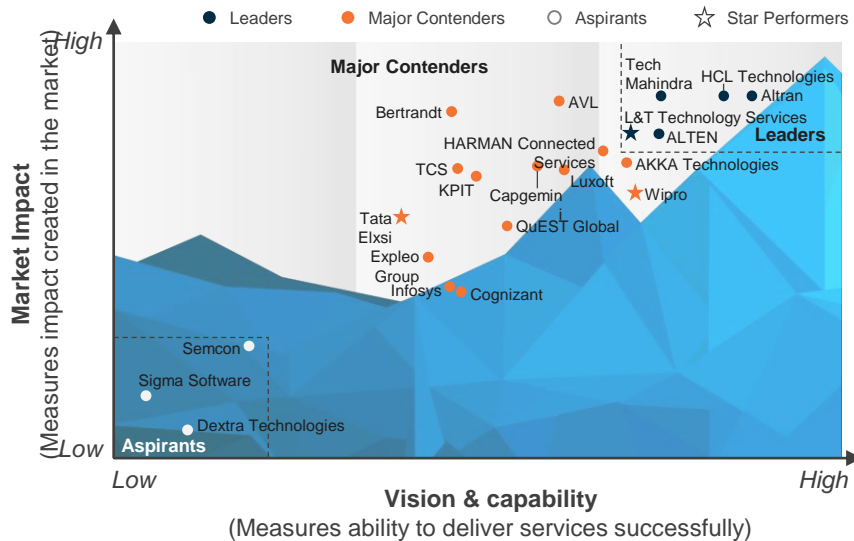 Leaders
Major Contenders
Aspirants
Star Performers
High
Market Impact
(Measures impact created in the market)
Low
Major Contenders
Bertrandt
AVL
Tech
Mahindra
HCL Technologies
Altran
L&T Technology Services
ALTEN
Leaders
HARMAN Connected
Services
AKKA Technologies
TCS
KPIT
Capgemin
i
Luxoft
Wipro
Tata
Elxsi
QuEST Global
Expleo
Group
Infosys
Cognizant
Semcon
Sigma Software
Dextra Technologies
Aspirants
Low
High
Vision & capability
(Measures ability to deliver services successfully)